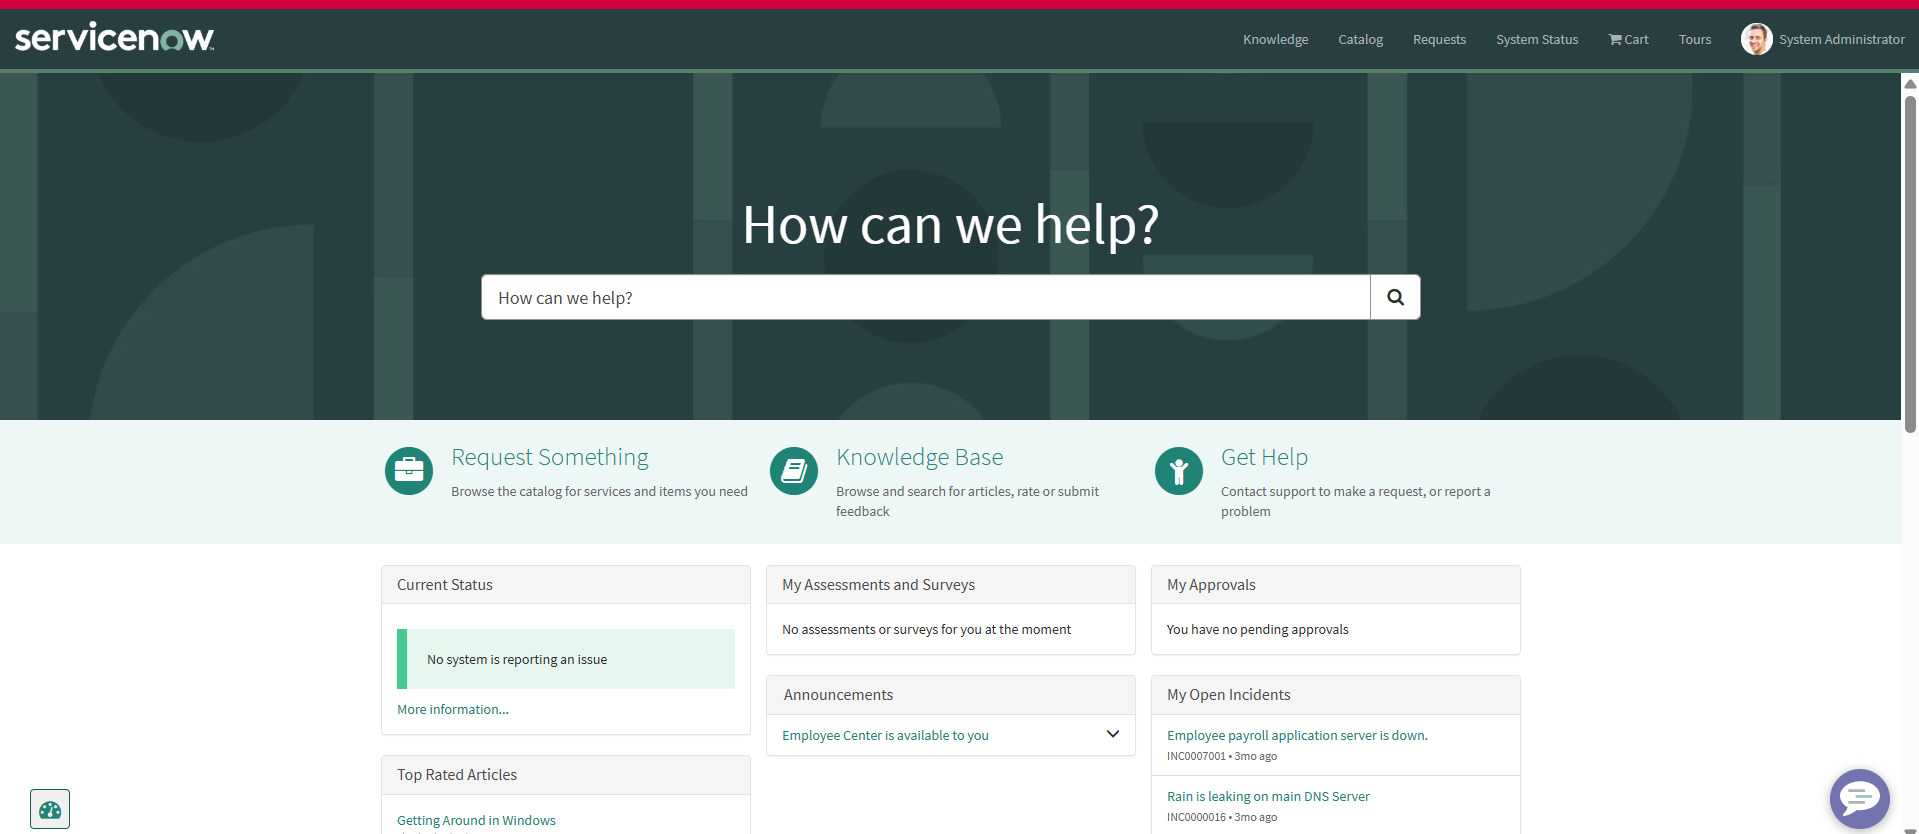 servicenow
Knowledge
Catalog
Requests
System Status
Cart
Tours
System Administrator
How can we help?
How can we help?
Request Something
Browse the catalog for services and items you need
Knowledge Base
Browse and search for articles, rate or submit
feedback
Get Help
Contact support to make a request, or report a
problem
Current Status
No system is reporting an issue
More information...
Top Rated Articles
Getting Around in Windows
My Assessments and Surveys
No assessments or surveys for you at the moment
Announcements
Employee Center is available to you
My Approvals
You have no pending approvals
My Open Incidents
Employee payroll application server is down.
INC0007001 • 3mo ago
Rain is leaking on main DNS Server
INC0000016 • 3mo ago